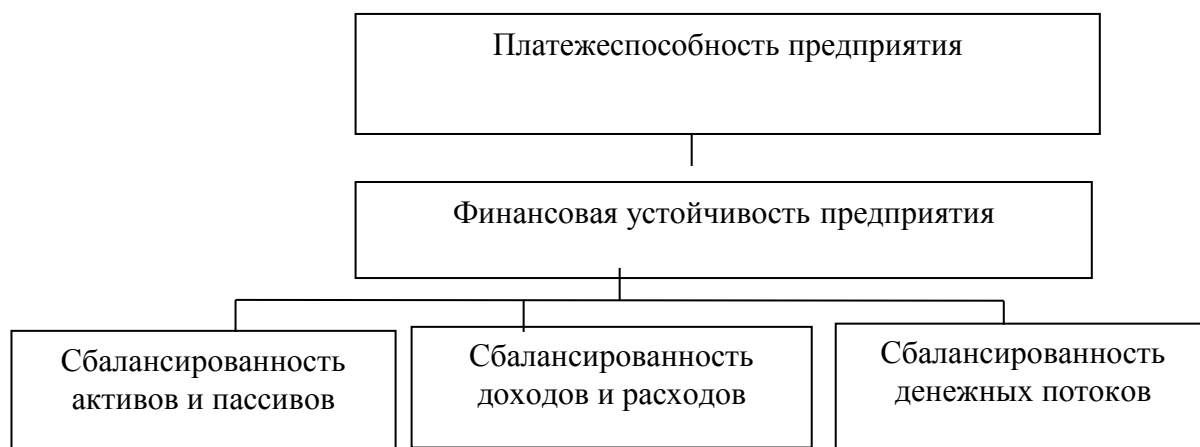 Платежеспособность предприятия
Финансовая устойчивость предприятия
Сбалансированность
активов и пассивов
Сбалансированность
доходов и расходов
Сбалансированность
денежных потоков